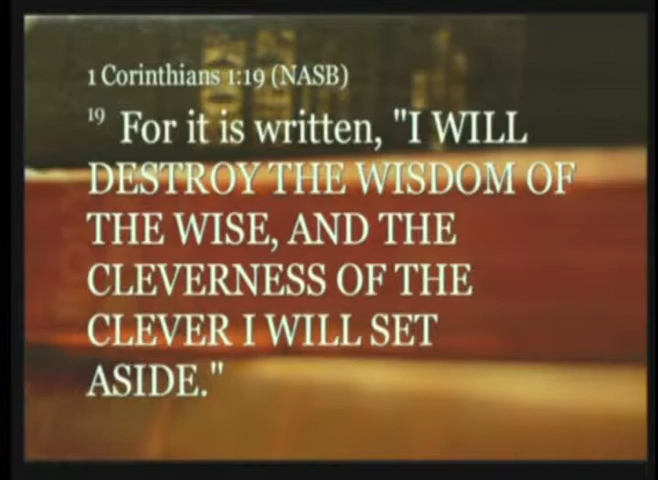 1 Corinthians 1:19 (NASB)
19 For it is written, "I WILL
DESTROY THE WISDOM OF
THE WISE, AND THE
CLEVERNESS OF THE
CLEVER I WILL SET
ASIDE."